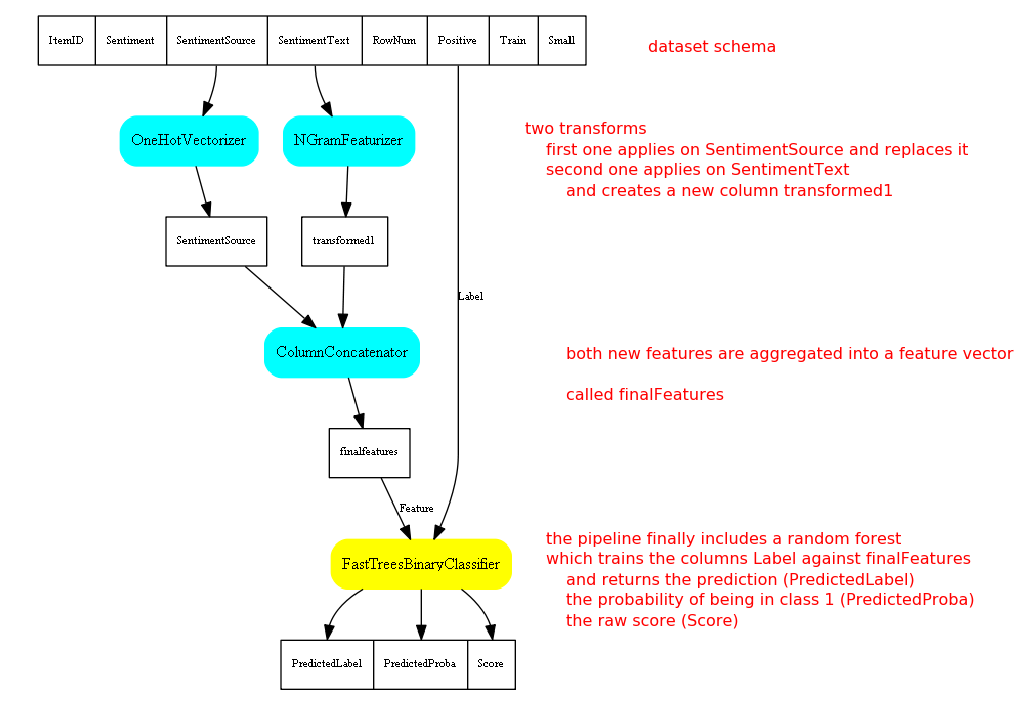 ItemID Sentiment SentimentSource SentimentText RowNum Positive Train Small
dataset schema
OneHotVectorizer NGramFeaturizer
two transforms
first one applies on SentimentSource and replaces it
second one applies on SentimentText
and creates a new column transformed1
SentimentSource transformed1
Label
ColumnConcatenator
both new features are aggregated into a feature vector
called finalFeatures
finalfeatures
Feature
FastTreesBinaryClassifier
the pipeline finally includes a random forest
which trains the columns Label against finalFeatures
and returns the prediction (PredictedLabel)
the probability of being in class 1 (PredictedProba)
the raw score (Score)
PredictedLabel PredictedProba Score